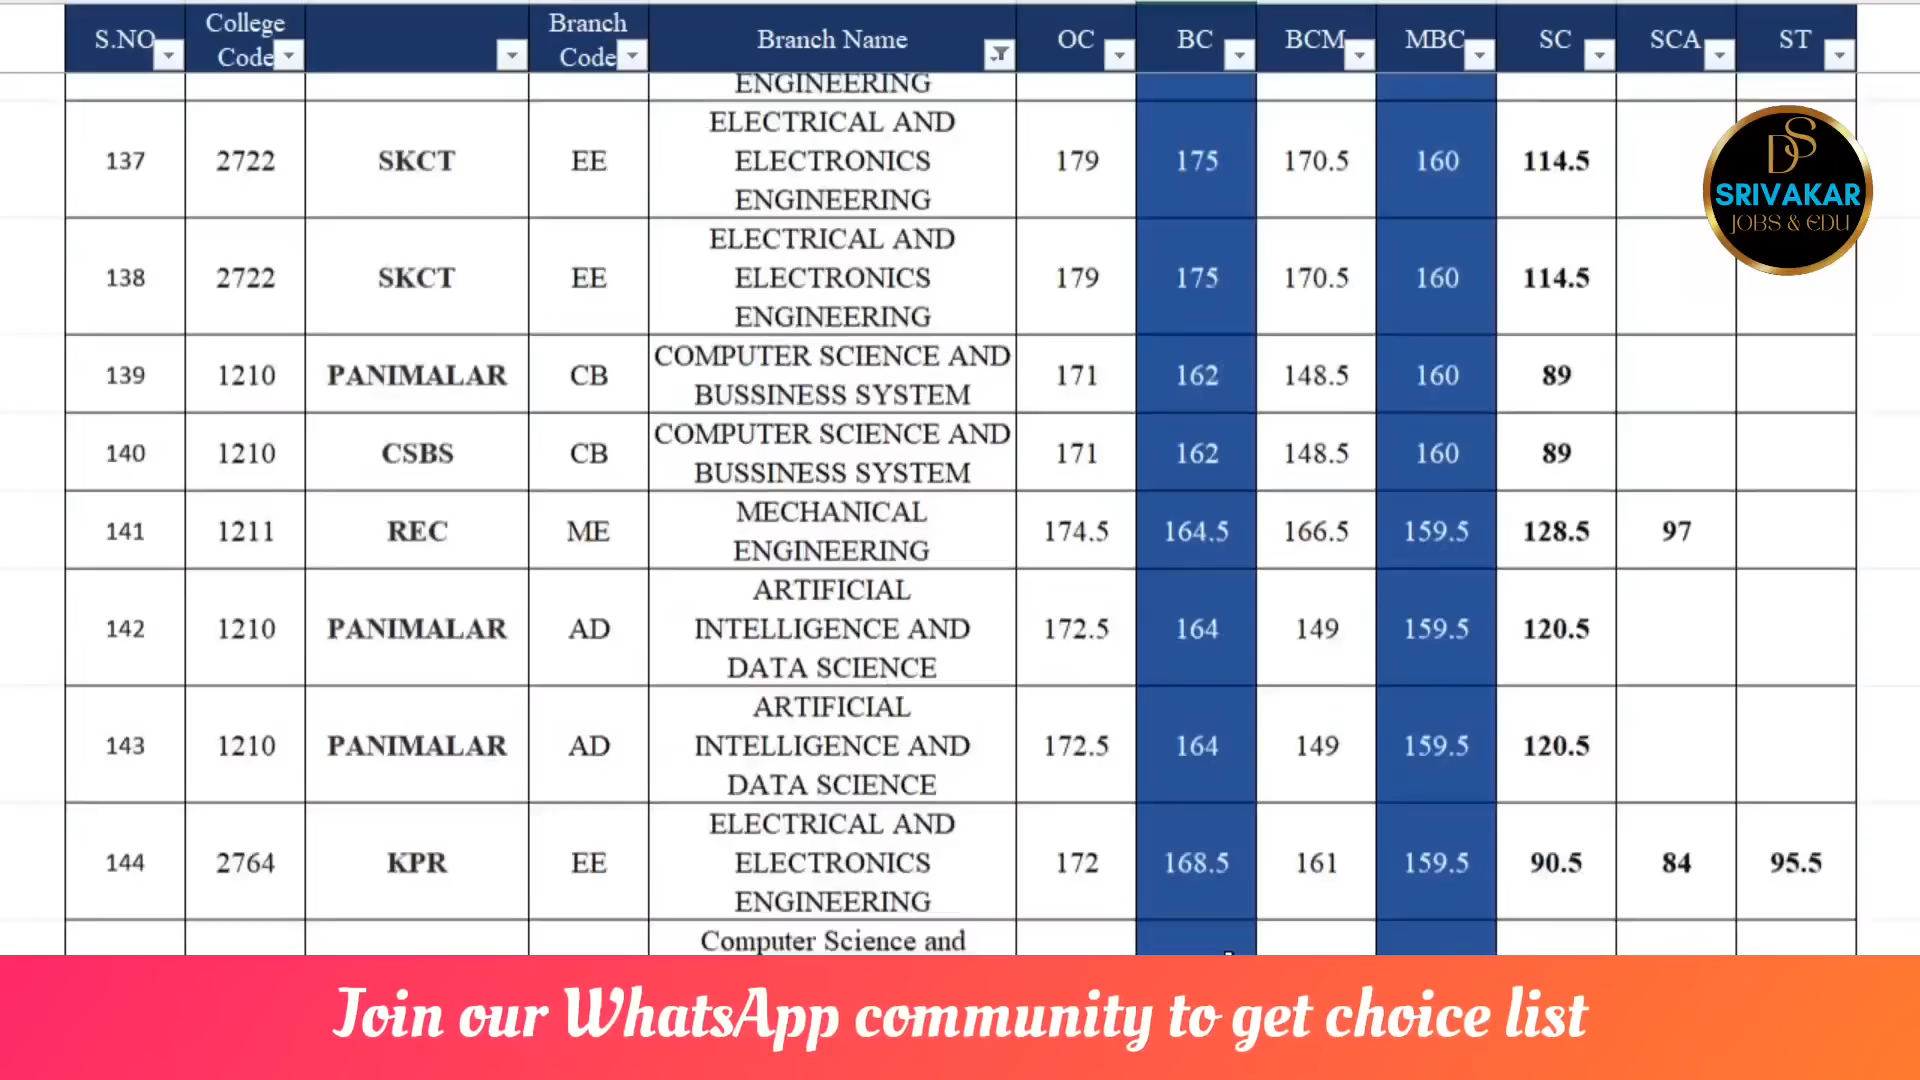 S.NO College Code Branch Code Branch Name OC BC BCM MBC SC SCA ST
ENGINEERING
137 2722 SKCT EE ELECTRICAL AND ELECTRONICS ENGINEERING 179 175 170.5 160 114.5
138 2722 SKCT EE ELECTRICAL AND ELECTRONICS ENGINEERING 179 175 170.5 160 114.5
139 1210 PANIMALAR CB COMPUTER SCIENCE AND BUSSINESS SYSTEM 171 162 148.5 160 89
140 1210 CSBS CB COMPUTER SCIENCE AND BUSSINESS SYSTEM 171 162 148.5 160 89
141 1211 REC ME MECHANICAL ENGINEERING 174.5 164.5 166.5 159.5 128.5 97
142 1210 PANIMALAR AD ARTIFICIAL INTELLIGENCE AND DATA SCIENCE 172.5 164 149 159.5 120.5
143 1210 PANIMALAR AD ARTIFICIAL INTELLIGENCE AND DATA SCIENCE 172.5 164 149 159.5 120.5
144 2764 KPR EE ELECTRICAL AND ELECTRONICS ENGINEERING 172 168.5 161 159.5 90.5 84 95.5
Computer Science and
DS
SRIVAKAR
JOBS & EDU
Join our WhatsApp community to get choice list